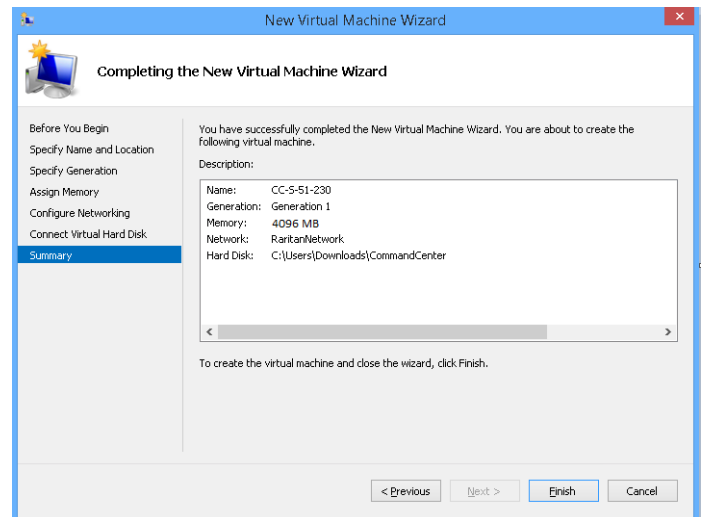 New Virtual Machine Wizard
Completing the New Virtual Machine Wizard
Before You Begin
Specify Name and Location
Specify Generation
Assign Memory
Configure Networking
Connect Virtual Hard Disk
Summary
You have successfully completed the New Virtual Machine Wizard. You are about to create the
following virtual machine.
Description:
Name: CC-S-51-230
Generation: Generation 1
Memory: 4096 MB
Network: RaritanNetwork
Hard Disk: C:\Users\Downloads\CommandCenter
To create the virtual machine and close the wizard, click Finish.
< Previous Next > Finish Cancel